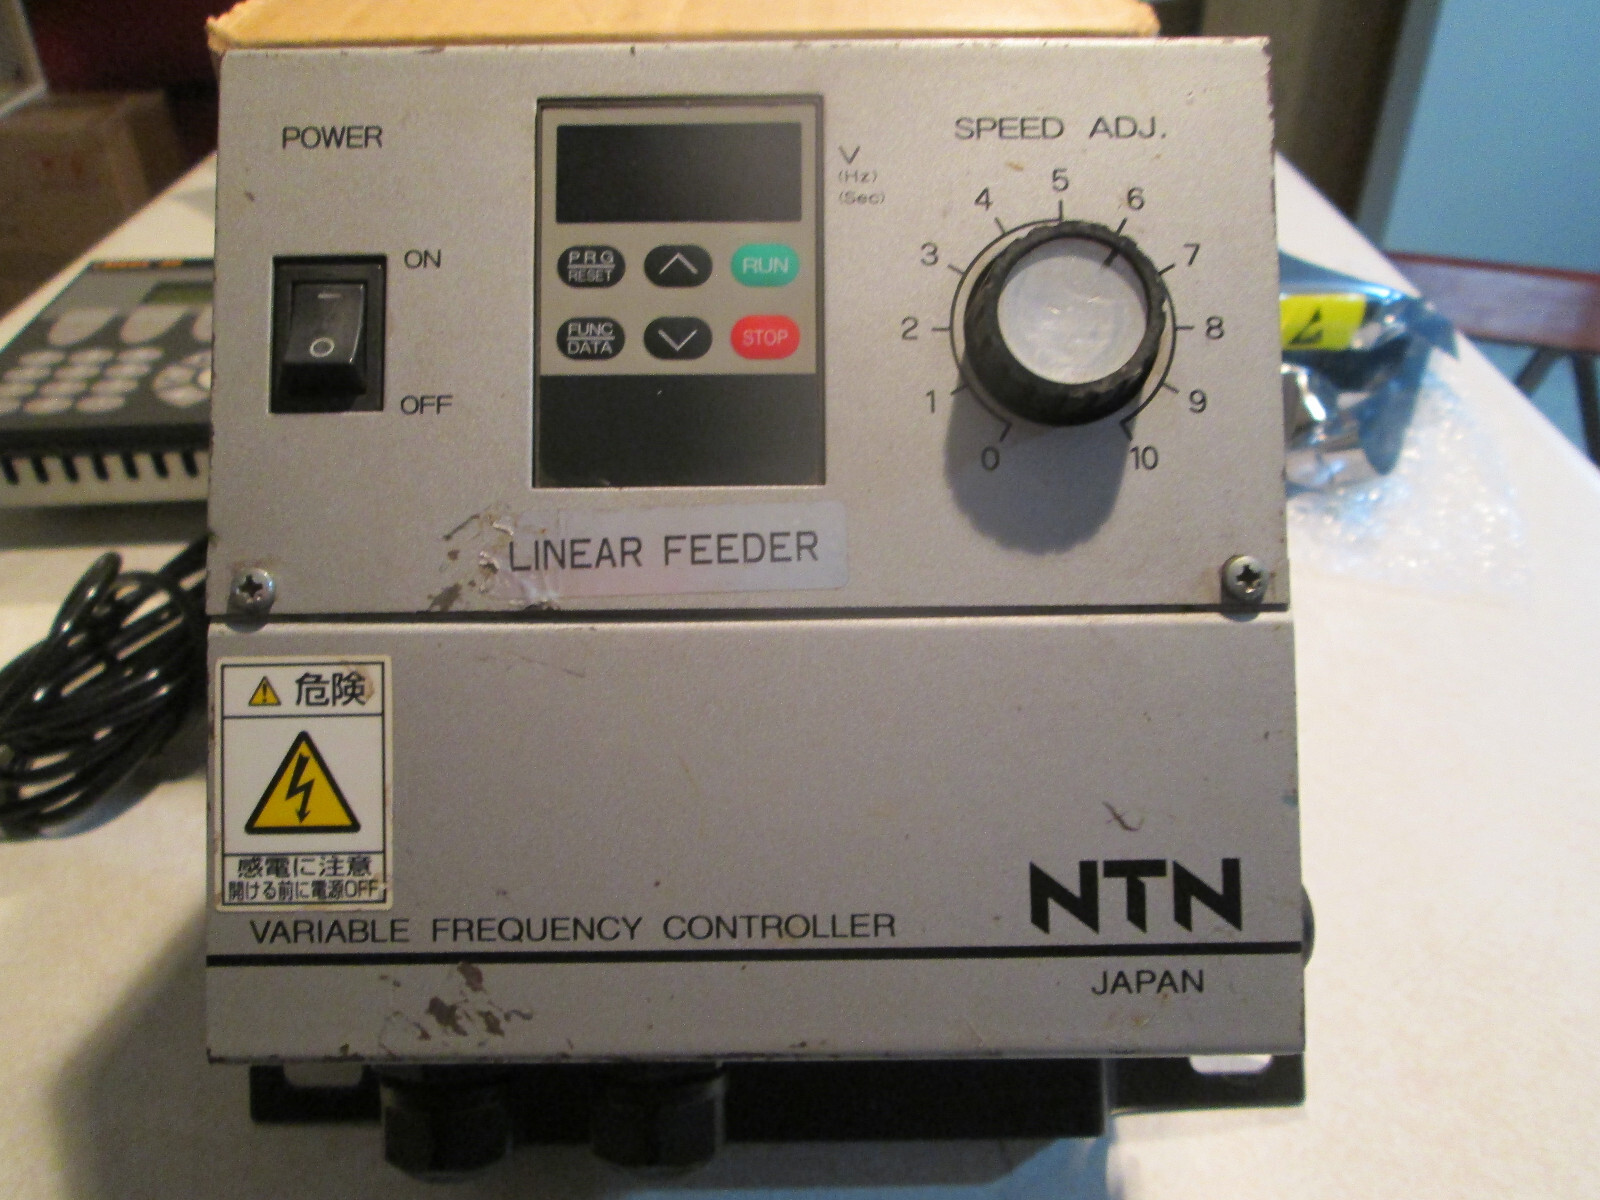 POWER
ON
OFF
V
(Hz)
(Sec)
PRG
RESET
RUN
FUNC
DATA
STOP
SPEED ADJ.
0
1
2
3
4
5
6
7
8
9
10
LINEAR FEEDER
危険
感電に注意
開ける前に電源OFF
VARIABLE FREQUENCY CONTROLLER
NTN
JAPAN